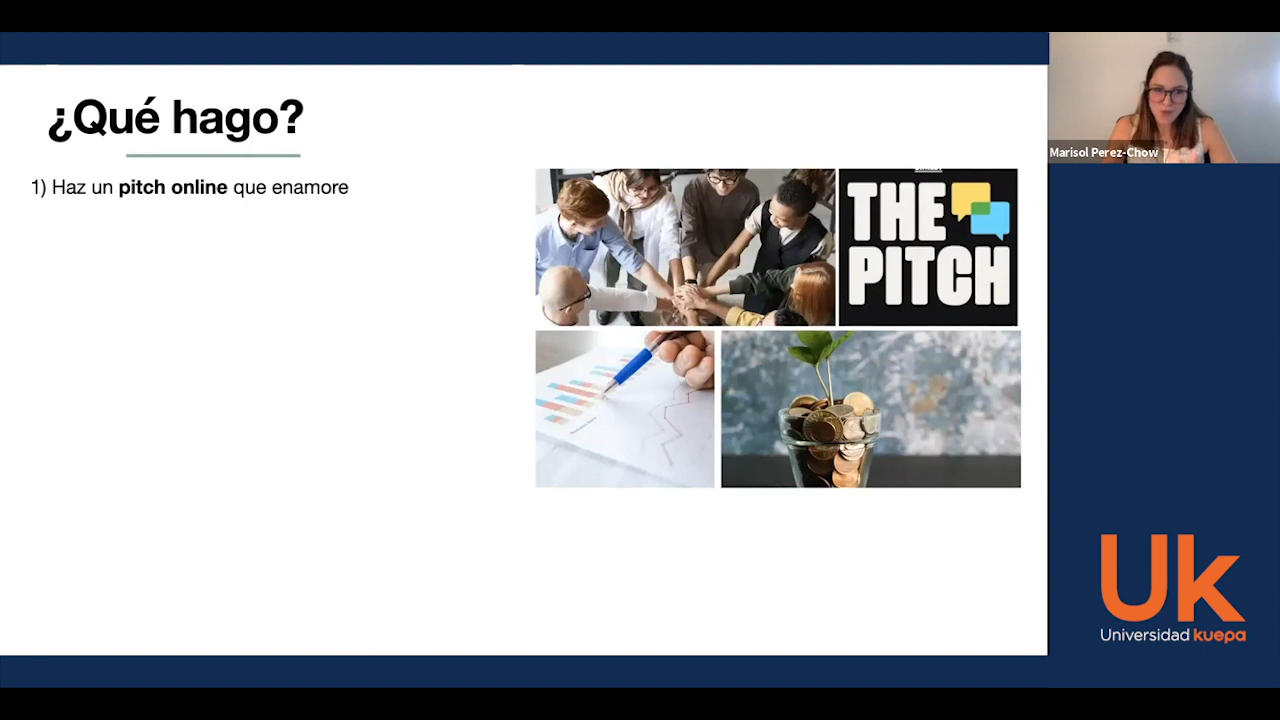 ¿Qué hago?
1) Haz un pitch online que enamore
THE
PITCH
Marisol Perez-Chow
Uk
Universidad kuepa